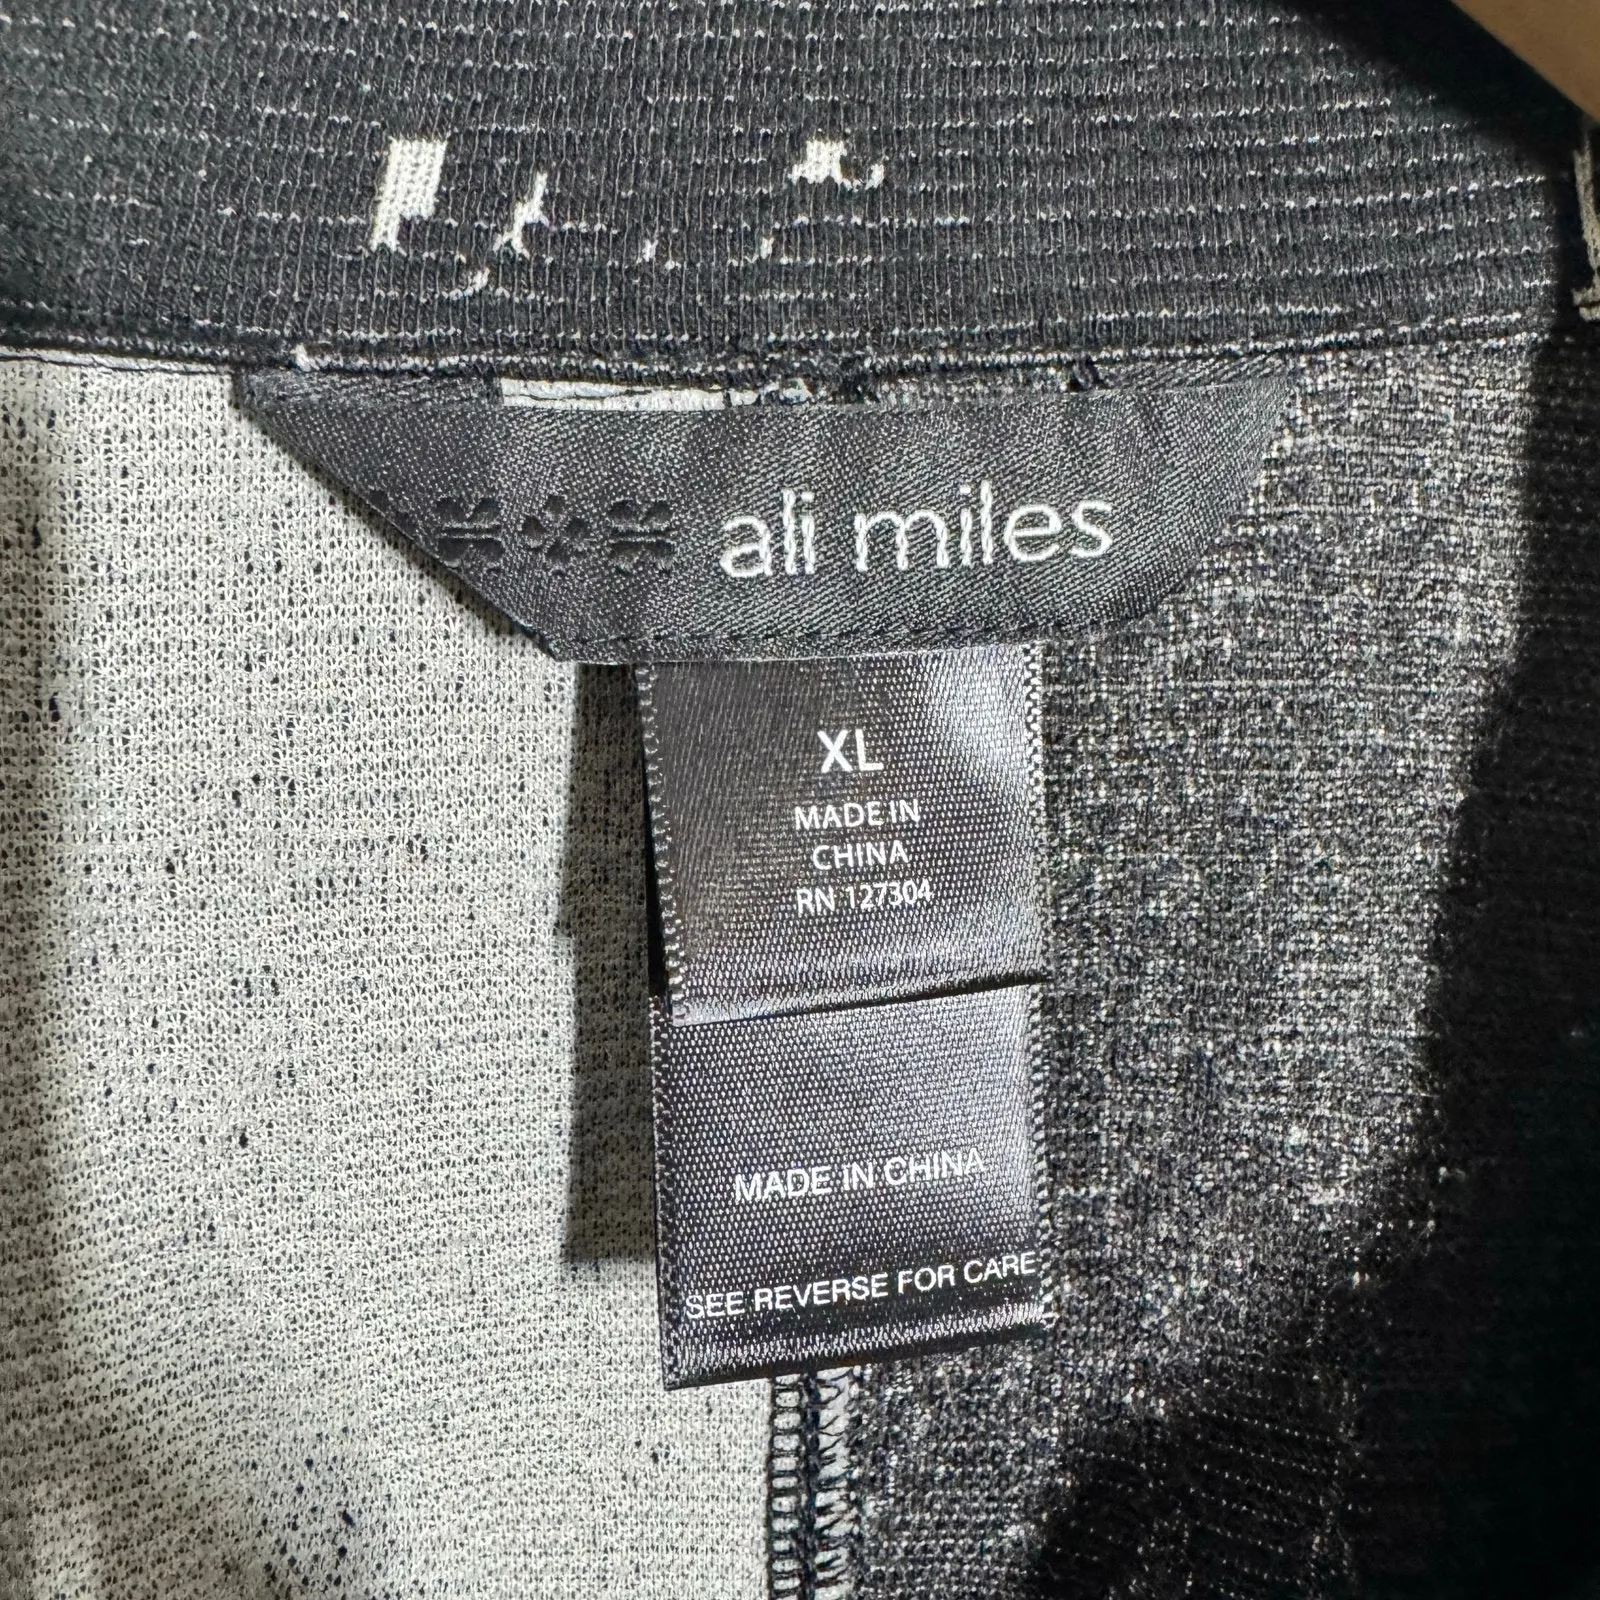 ali miles
XL
MADE IN
CHINA
RN 127304
MADE IN CHINA
SEE REVERSE FOR CARE